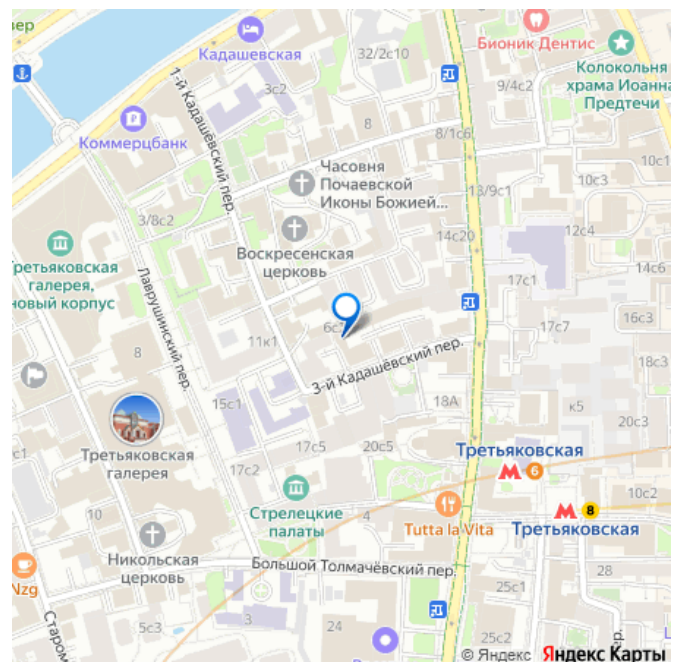 вер
Кадашевская
32/2с10
Бионик Дентис
Колокольня
храма Иоанна
Предтечи
3с2
9/4с2
1-й Кадашёвский пер.
Коммерцбанк
8
8/1с6
Часовня
Почаевской
Иконы Божией...
10с1
10с3
13/9с1
3/8с2
Воскресенская
церковь
14с20
12с4
Третьяковская
галерея,
новый корпус
Лаврушинский пер.
17с1
14с6
16с3
11к1
17с7
8
3-й Кадашёвский пер.
18с3
15с1
18А
к5
20с3
Третьяковская
галерея
17с5
20с5
Третьяковская
6
17с2
с1
10с2
8
Стрелецкие
палаты
4
Tutta la Vita
Третьяковская
10
Никольская
церковь
Большой Толмачёвский пер.
28
Nzg
25с1
3
5с3
24
25с2
пер.
© Яндекс Яндекс Карты